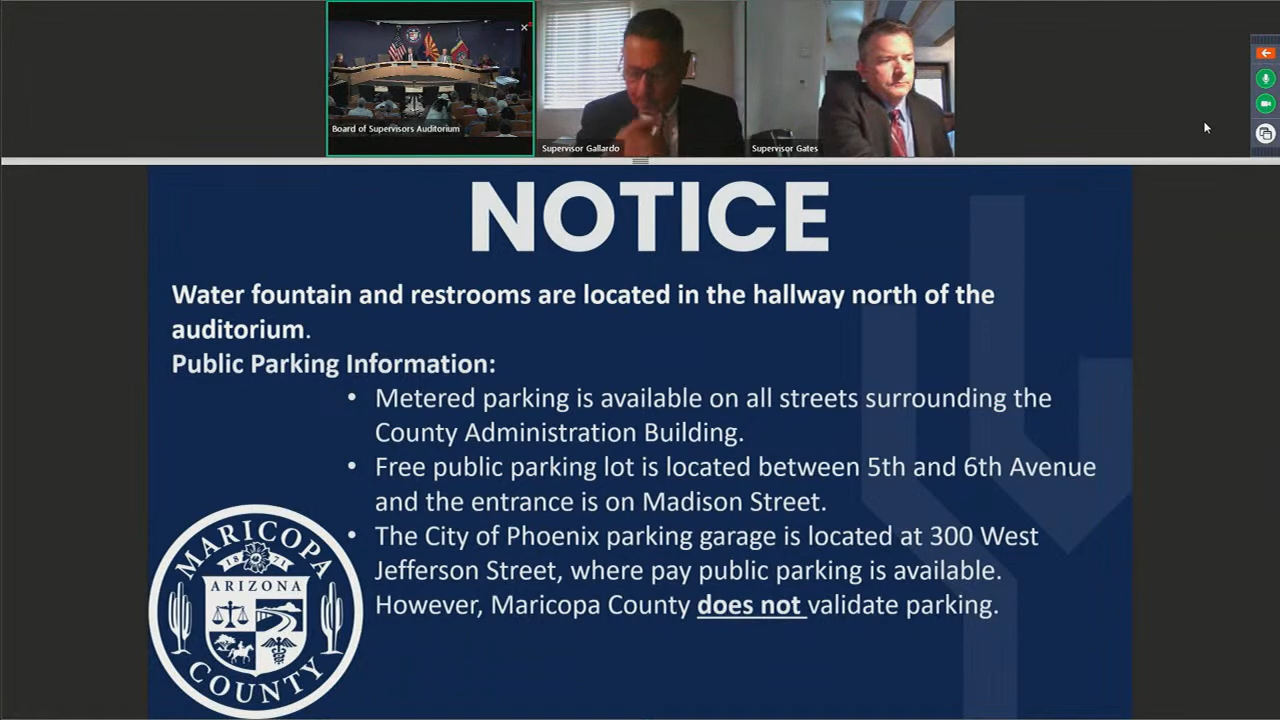 Board of Supervisors Auditorium
Supervisor Gallardo
Supervisor Gates
NOTICE
Water fountain and restrooms are located in the hallway north of the
auditorium.
Public Parking Information:
• Metered parking is available on all streets surrounding the
County Administration Building.
• Free public parking lot is located between 5th and 6th Avenue
and the entrance is on Madison Street.
• The City of Phoenix parking garage is located at 300 West
Jefferson Street, where pay public parking is available.
However, Maricopa County does not validate parking.
MARICOPA
1871
ARIZONA
COUNTY